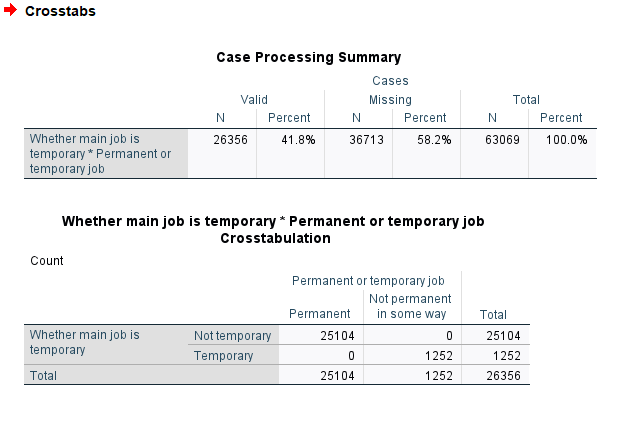 Crosstabs
Case Processing Summary
Cases
Valid Missing Total
N Percent N Percent N Percent
Whether main job is
temporary * Permanent or
temporary job
26356 41.8% 36713 58.2% 63069 100.0%
Whether main job is temporary * Permanent or temporary job
Crosstabulation
Count
Permanent or temporary job
Permanent
Not permanent
in some way
Total
Whether main job is
temporary
Not temporary 25104 0 25104
Temporary 0 1252 1252
Total 25104 1252 26356